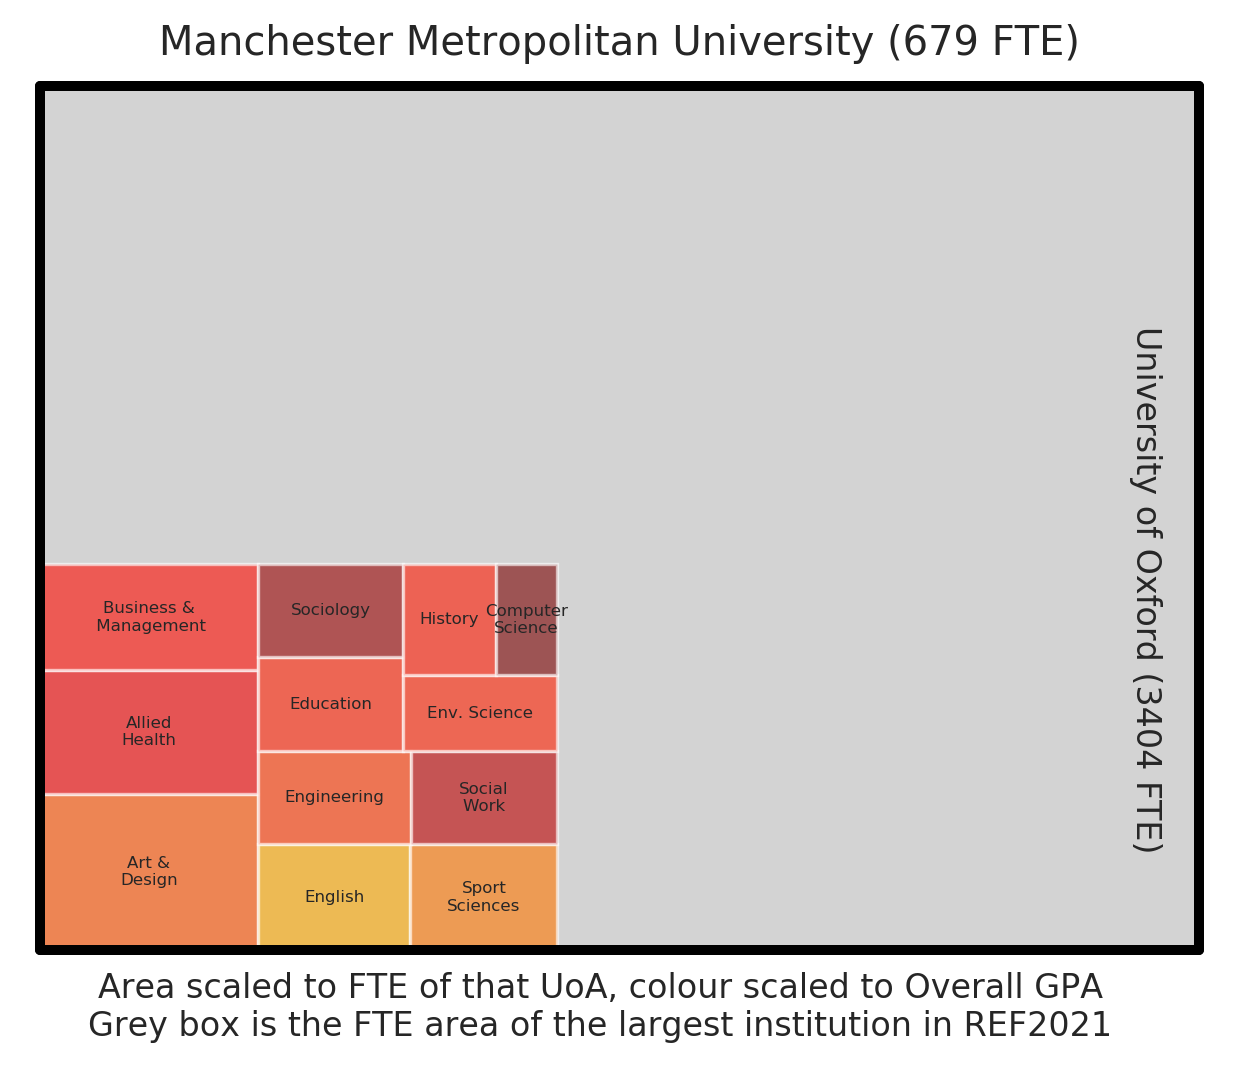 Manchester Metropolitan University (679 FTE)
Business &
Management
Sociology
History
Computer
Science
Education
Env. Science
Allied
Health
Engineering
Social
Work
Art &
Design
English
Sport
Sciences
University of Oxford (3404 FTE)
Area scaled to FTE of that UoA, colour scaled to Overall GPA
Grey box is the FTE area of the largest institution in REF2021